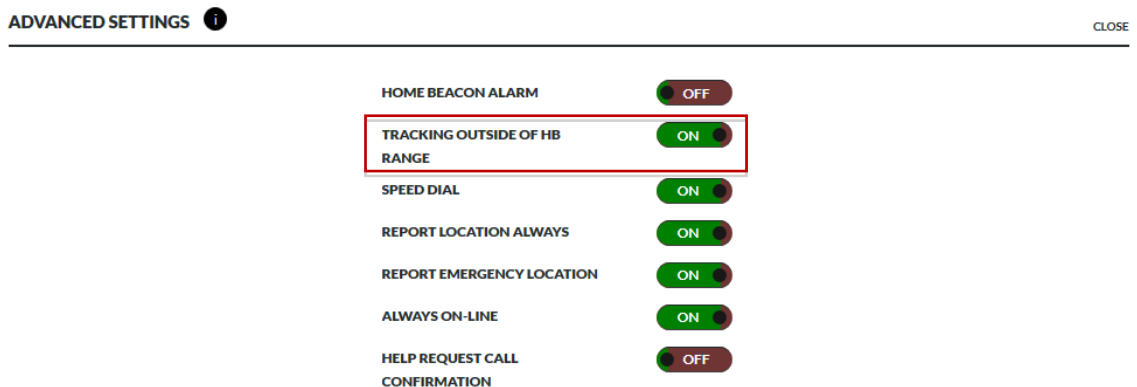 ADVANCED SETTINGS i
CLOSE
HOME BEACON ALARM OFF
TRACKING OUTSIDE OF HB ON
RANGE
SPEED DIAL ON
REPORT LOCATION ALWAYS ON
REPORT EMERGENCY LOCATION ON
ALWAYS ON-LINE ON
HELP REQUEST CALL OFF
CONFIRMATION